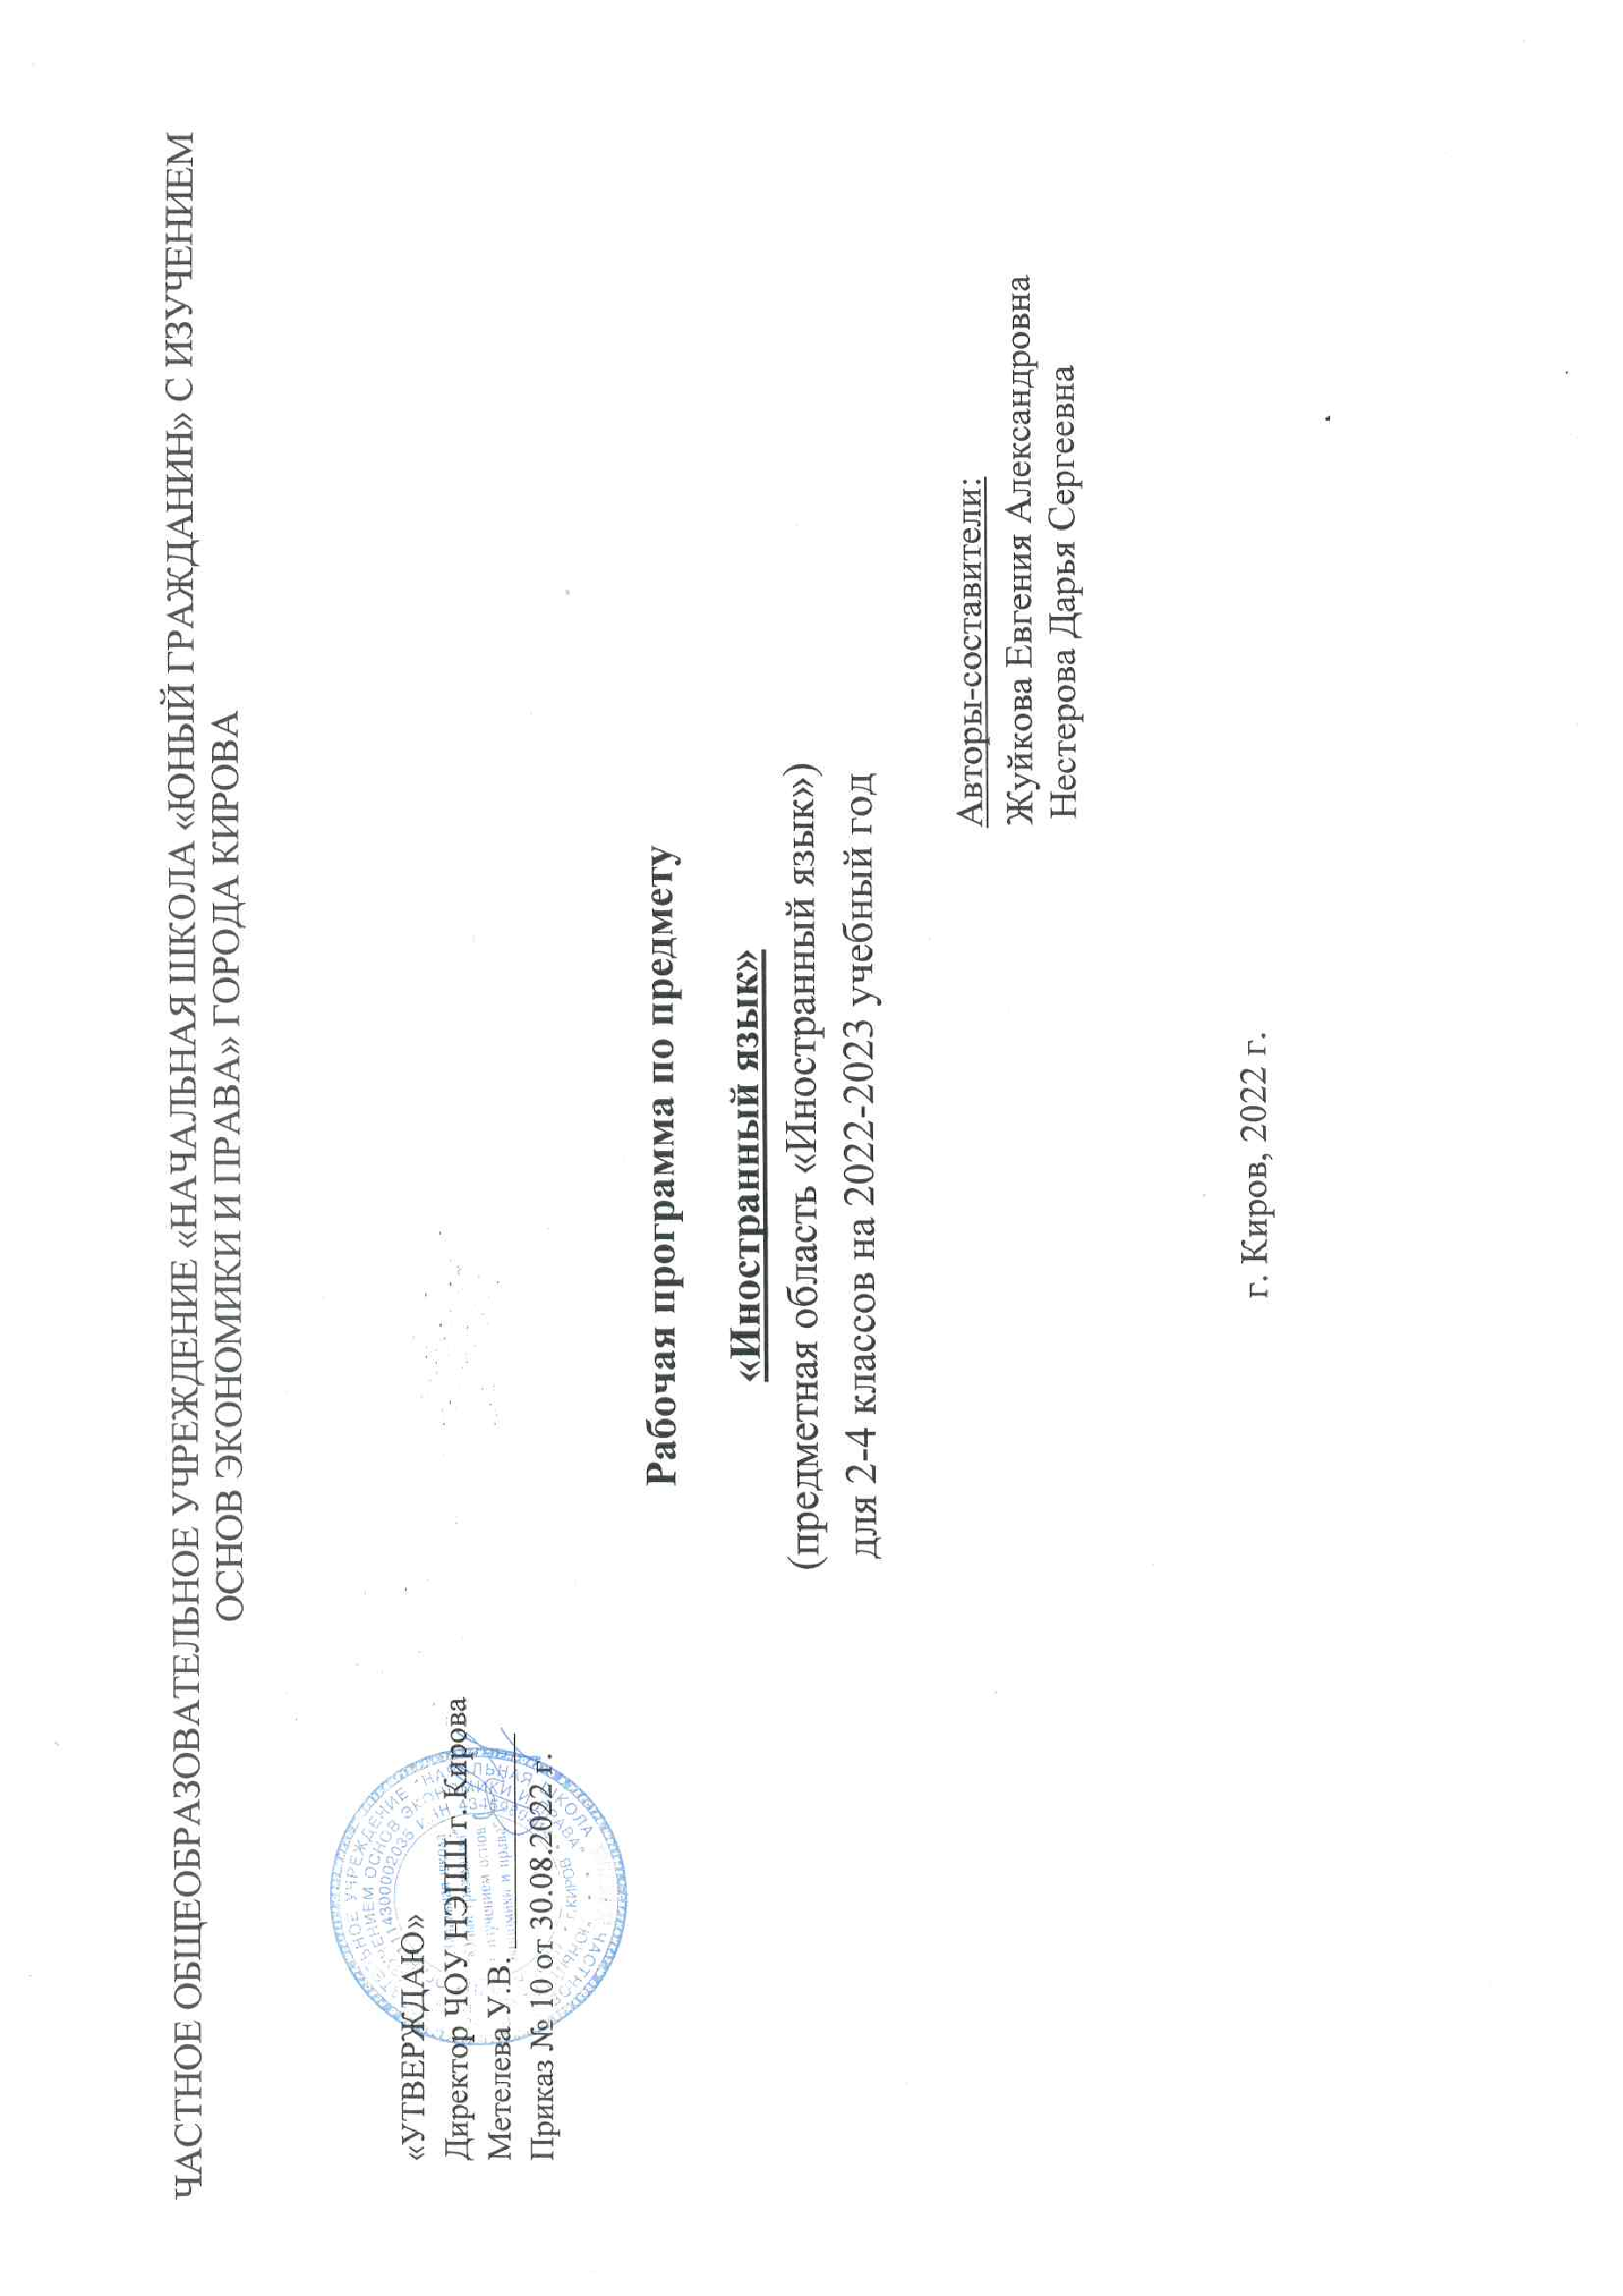 ЧАСТНОЕ ОБЩЕОБРАЗОВАТЕЛЬНОЕ УЧРЕЖДЕНИЕ «НАЧАЛЬНАЯ ШКОЛА «ЮНЫЙ ГРАЖДАНИН» С ИЗУЧЕНИЕМ
ОСНОВ ЭКОНОМИКИ И ПРАВА» ГОРОДА КИРОВА
«УТВЕРЖДАЮ»
Директор ЧОУ НЭПШ г. Кирова
Метелева У.В.
Приказ № 10 от 30.08.2022 г.
Рабочая программа по предмету
«Иностранный язык»
(предметная область «Иностранный язык»)
для 2-4 классов на 2022-2023 учебный год
Авторы-составители:
Жуйкова Евгения Александровна
Нестерова Дарья Сергеевна
г. Киров, 2022 г.